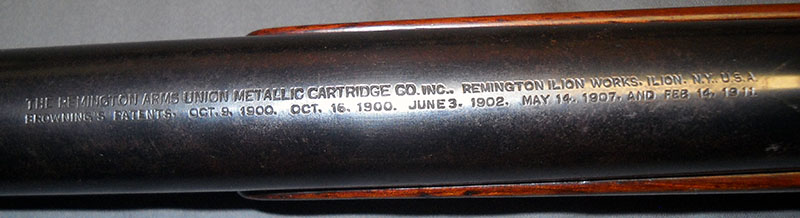 THE REMINGTON ARMS UNION METALLIC CARTRIDGE CO. INC., REMINGTON ILION WORKS, ILION, N.Y. U.S.A.
BROWNING'S PATENTS. OCT. 9, 1900. OCT. 16, 1900. JUNE 3, 1902. MAY 14, 1907. AND FEB 14, 1911.